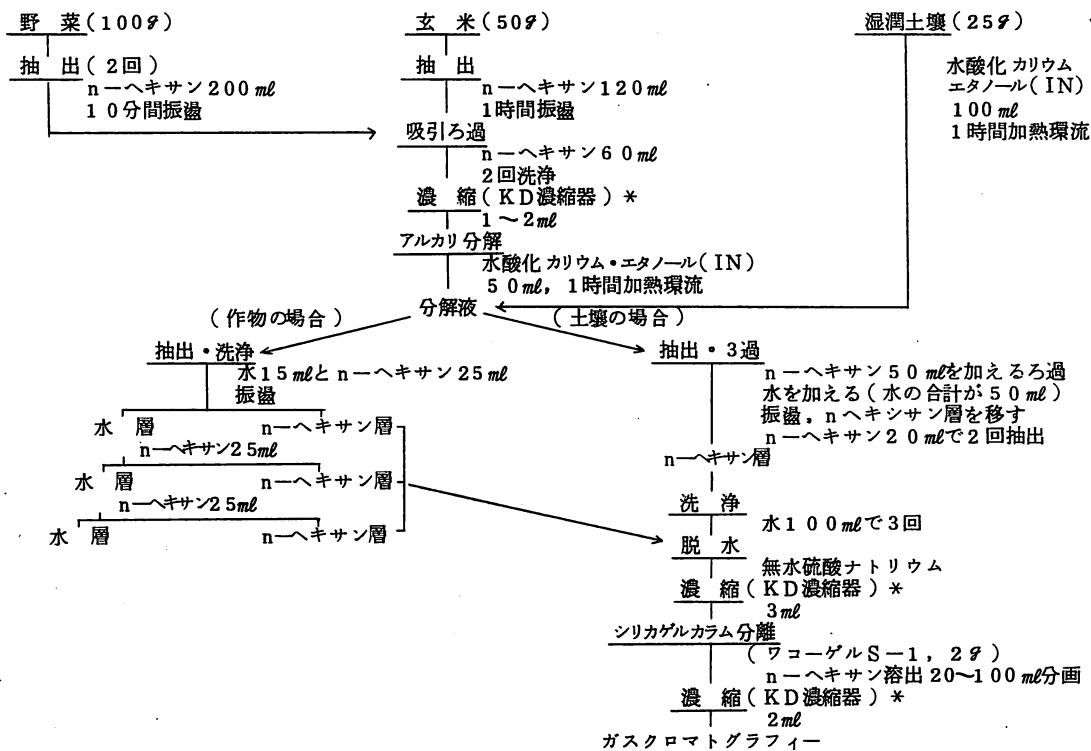 野菜(100g)
抽出(2回)
n-ヘキサン200ml
10分間振盪
玄米(50g)
抽出
n-ヘキサン120ml
1時間振盪
吸引ろ過
n-ヘキサン60ml
2回洗浄
濃縮(KD濃縮器)*
1~2ml
アルカリ分解
水酸化カリウム・エタノール(IN)
50ml,1時間加熱環流
湿潤土壌(25g)
水酸化カリウム
エタノール(IN)
100ml
1時間加熱環流
分解液
(作物の場合)
(土壌の場合)
抽出・洗浄
水15mlとn-ヘキサン25ml
振盪
水層 n-ヘキサン層
n-ヘキサン25ml
水層 n-ヘキサン層
n-ヘキサン25ml
水層 n-ヘキサン層
抽出・3過
n-ヘキサン50mlを加えるろ過
水を加える(水の合計が50ml)
振盪,nヘキシサン層を移す
n-ヘキサン20mlで2回抽出
n-ヘキサン層
洗浄
水100mlで3回
脱水
無水硫酸ナトリウム
濃縮(KD濃縮器)*
3ml
シリカゲルカラム分離
(ワコーゲルS-1,2g)
n-ヘキサン溶出20~100ml分画
濃縮(KD濃縮器)*
2ml
ガスクロマトグラフィー